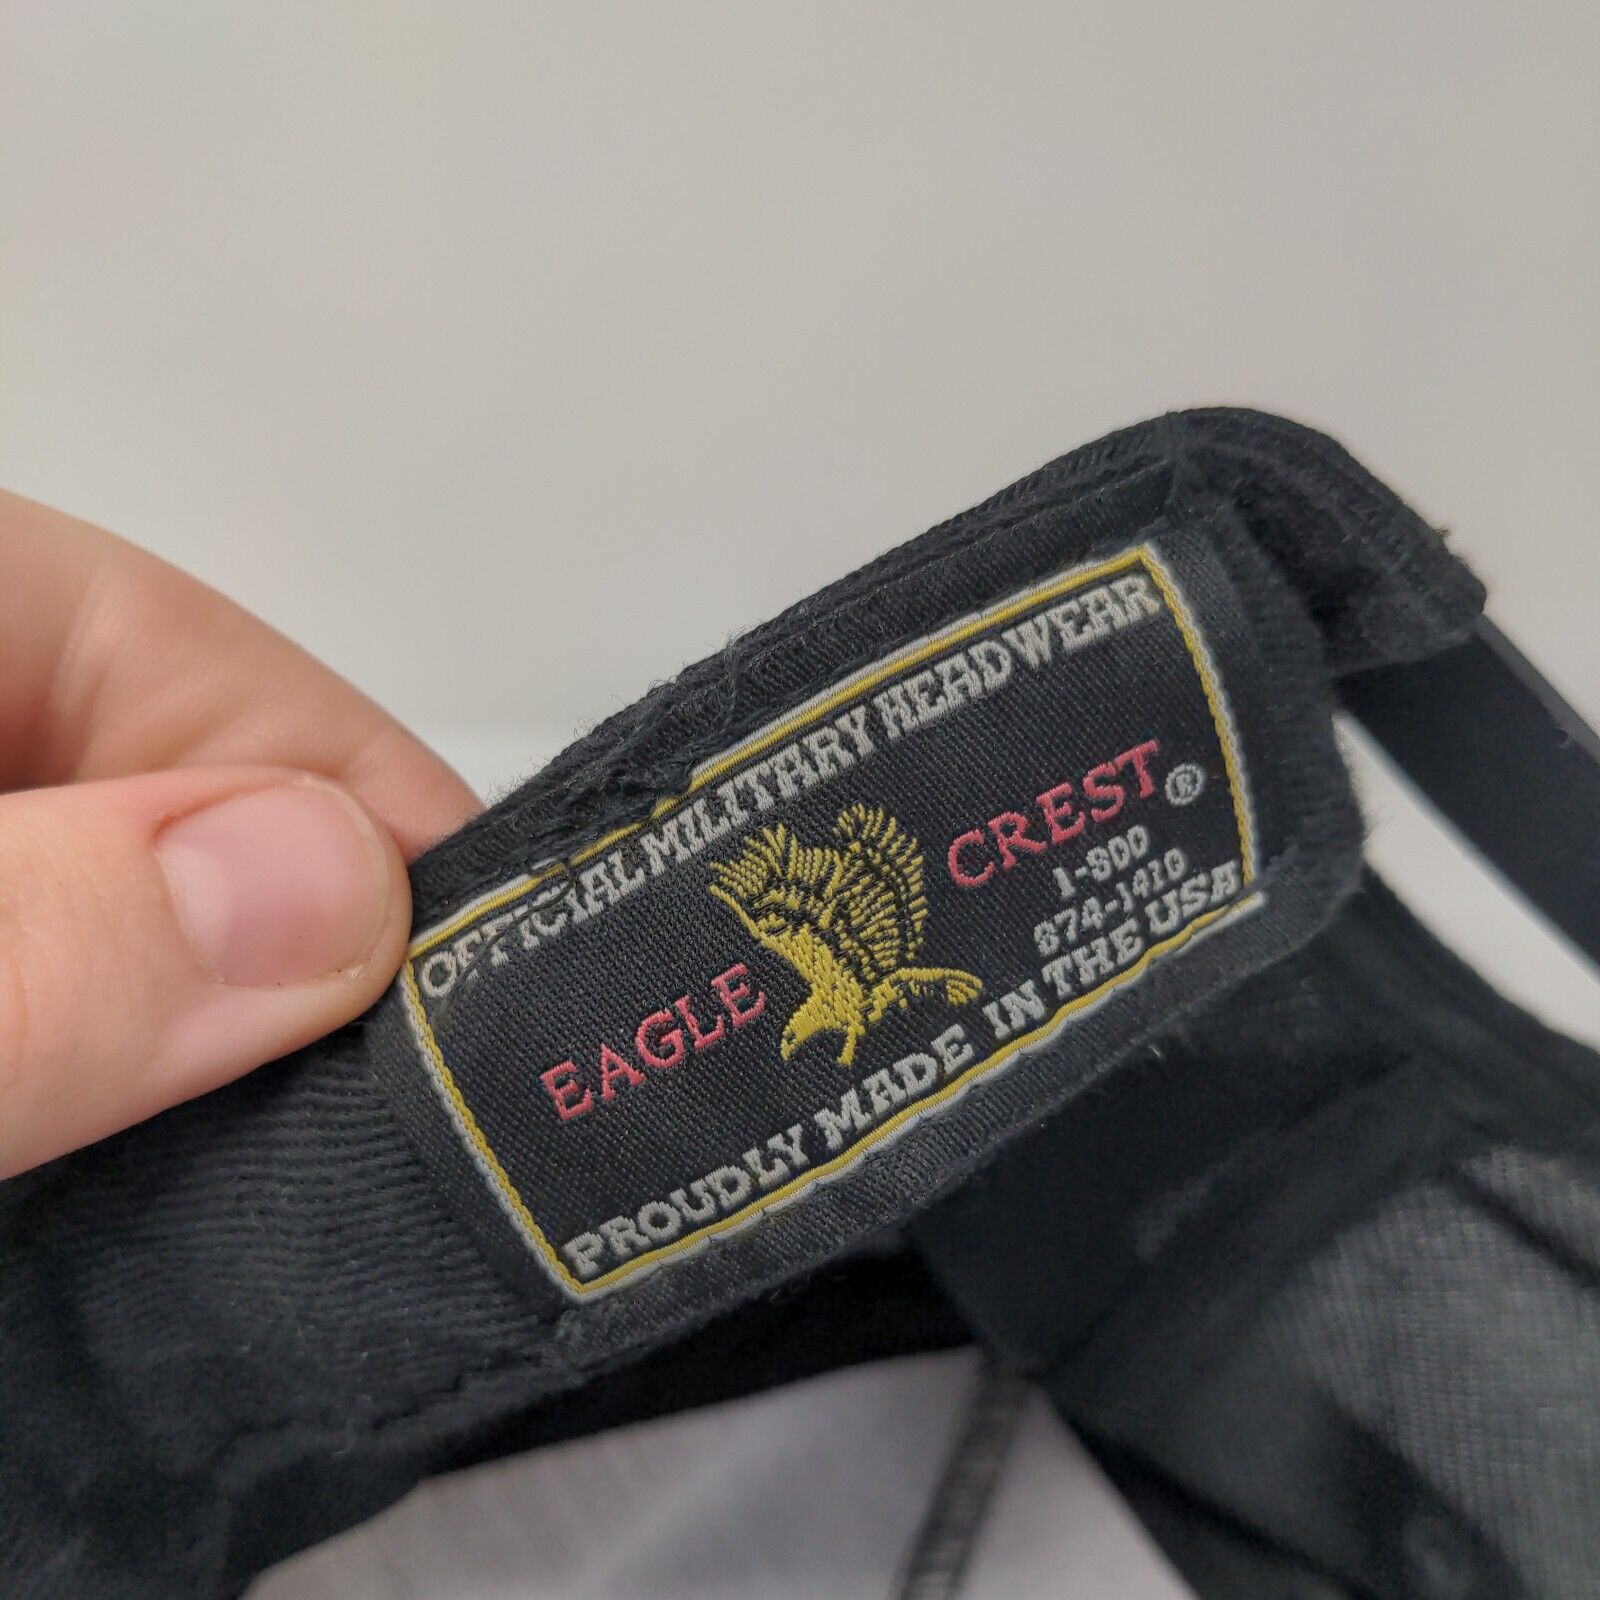 OFFICIAL MILITARY HEADWEAR
EAGLE CREST®
1-800
874-1410
PROUDLY MADE IN THE USA